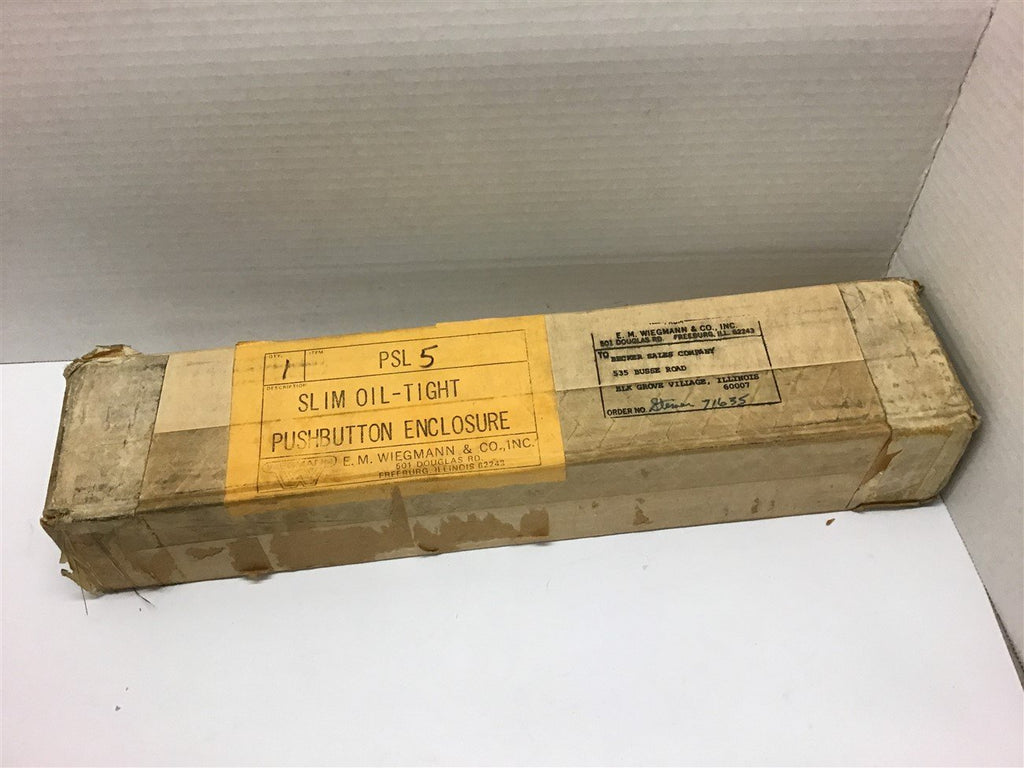 QTY. ITEM
1 PSL 5
DESCRIPTION
SLIM OIL-TIGHT
PUSHBUTTON ENCLOSURE
E. M. WIEGMANN & CO., INC.
501 DOUGLAS RD.
FREEBURG, ILLINOIS 62243
E. M. WIEGMANN & CO., INC.
501 DOUGLAS RD. FREEBURG, ILL. 62243
TO BECKER SALES COMPANY
535 BUSSE ROAD
ELK GROVE VILLAGE, ILLINOIS
60007
ORDER NO. 71635